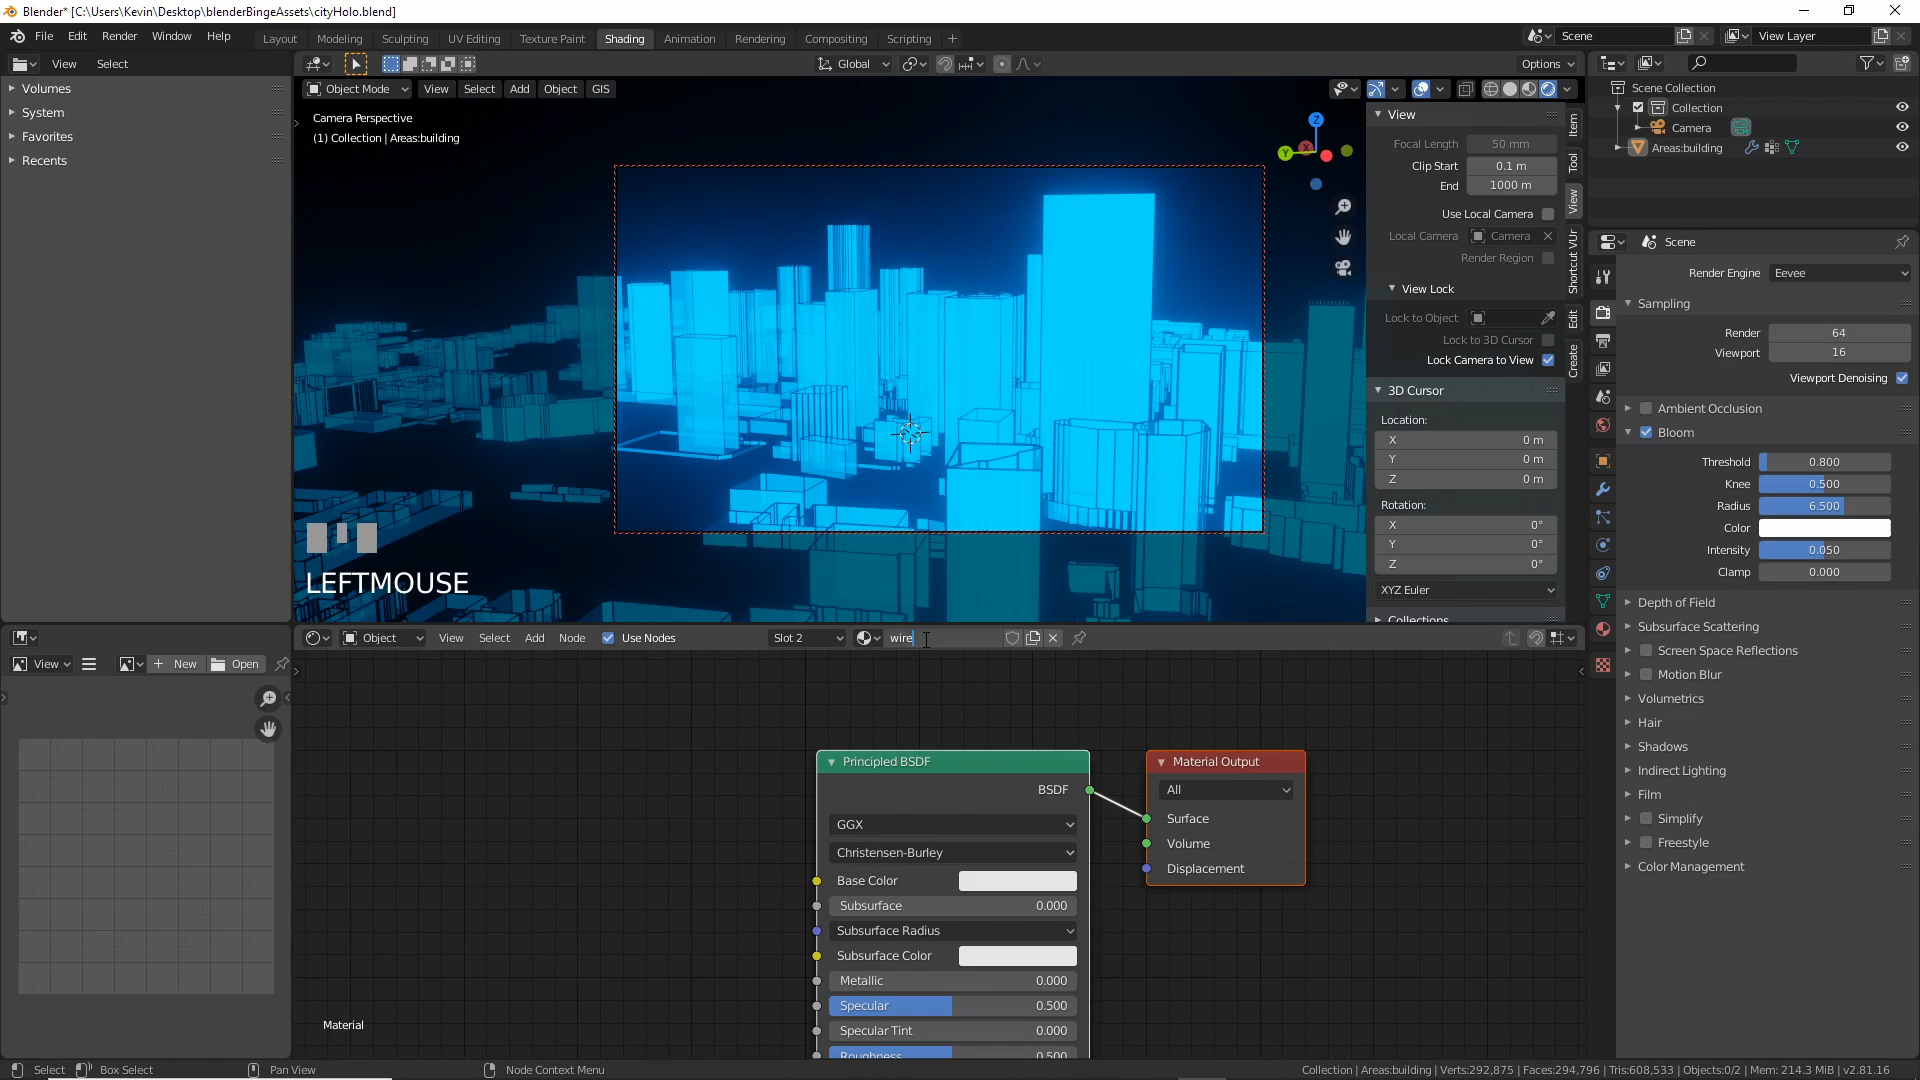 Blender* [C:\Users\Kevin\Desktop\blenderBingeAssets\cityHolo.blend]
File Edit Render Window Help Layout Modeling Sculpting UV Editing Texture Paint Shading Animation Rendering Compositing Scripting + Scene View Layer
View Select Global Options
Volumes
System
Favorites
Recents
Object Mode View Select Add Object GIS
Camera Perspective
(1) Collection | Areas:building
Z
Y
X
LEFTMOUSE
View
Focal Length 50 mm
Clip Start 0.1 m
End 1000 m
Use Local Camera
Local Camera Camera
Render Region
View Lock
Lock to Object
Lock to 3D Cursor
Lock Camera to View
3D Cursor
Location:
X 0 m
Y 0 m
Z 0 m
Rotation:
X 0°
Y 0°
Z 0°
XYZ Euler
Collections
Item
Tool
View
Shortcut VUr
Edit
Create
Scene Collection
Collection
Camera
Areas:building
Scene
Render Engine Eevee
Sampling
Render 64
Viewport 16
Viewport Denoising
Ambient Occlusion
Bloom
Threshold 0.800
Knee 0.500
Radius 6.500
Color
Intensity 0.050
Clamp 0.000
Depth of Field
Subsurface Scattering
Screen Space Reflections
Motion Blur
Volumetrics
Hair
Shadows
Indirect Lighting
Film
Simplify
Freestyle
Color Management
View New Open
Object View Select Add Node Use Nodes Slot 2 wire
Principled BSDF
BSDF
GGX
Christensen-Burley
Base Color
Subsurface 0.000
Subsurface Radius
Subsurface Color
Metallic 0.000
Specular 0.500
Specular Tint 0.000
Roughness 0.500
Material Output
All
Surface
Volume
Displacement
Material
Select Box Select Pan View Node Context Menu Collection | Areas:building | Verts:292,875 | Faces:294,796 | Tris:608,533 | Objects:0/2 | Mem: 214.3 MiB | v2.81.16